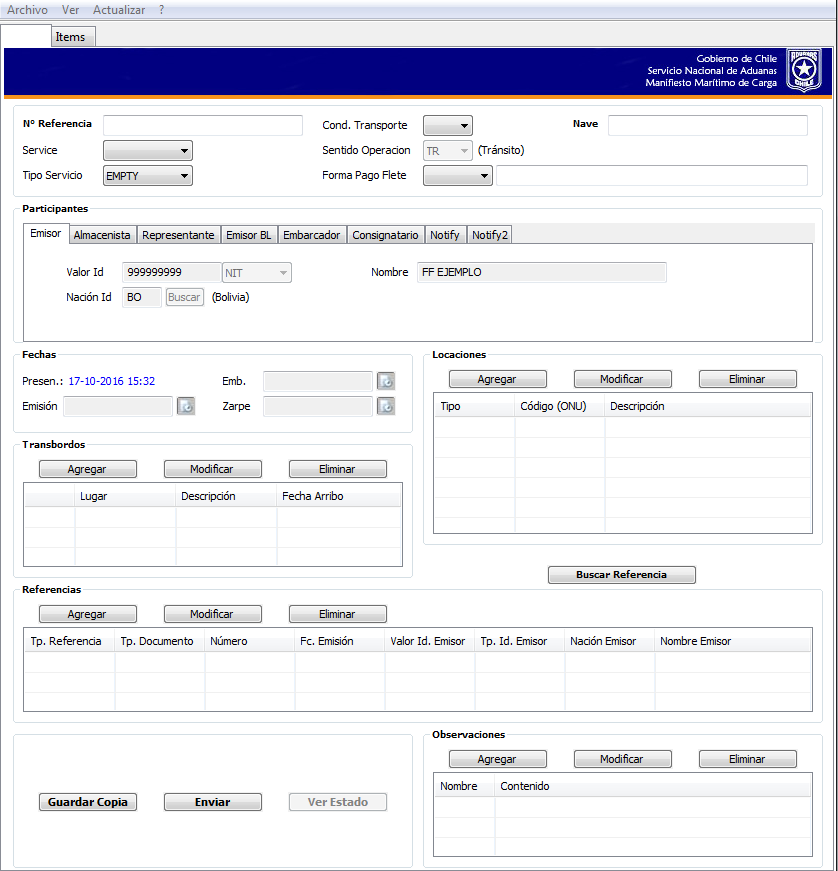 Archivo Ver Actualizar ?
Items
Gobierno de Chile
Servicio Nacional de Aduanas
Manifiesto Marítimo de Carga
ADUANAS
CHILE
Nº Referencia Cond. Transporte Nave
Service Sentido Operacion TR (Tránsito)
Tipo Servicio EMPTY Forma Pago Flete
Participantes
Emisor Almacenista Representante Emisor BL Embarcador Consignatario Notify Notify2
Valor Id 999999999 NIT Nombre FF EJEMPLO
Nación Id BO Buscar (Bolivia)
Fechas
Presen.: 17-10-2016 15:32 Emb.
Emisión Zarpe
Locaciones
Agregar Modificar Eliminar
Tipo Código (ONU) Descripción
Transbordos
Agregar Modificar Eliminar
Lugar Descripción Fecha Arribo
Buscar Referencia
Referencias
Agregar Modificar Eliminar
Tp. Referencia Tp. Documento Número Fc. Emisión Valor Id. Emisor Tp. Id. Emisor Nación Emisor Nombre Emisor
Guardar Copia Enviar Ver Estado
Observaciones
Agregar Modificar Eliminar
Nombre Contenido